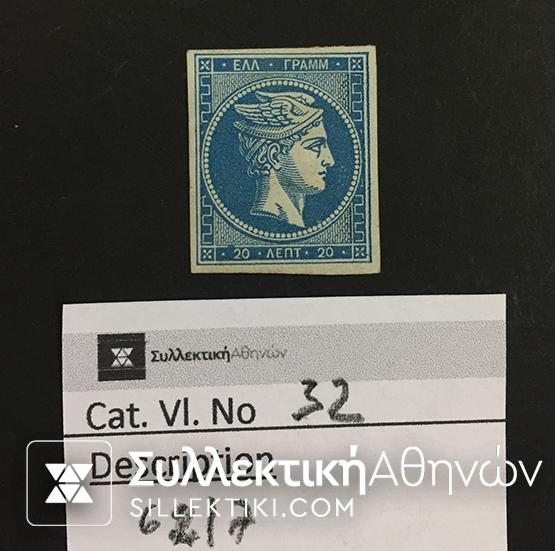 · ΕΛΛ · ΓΡΑΜΜ ·
· 20 · ΛΕΠΤ · 20 ·
ΣυλλεκτικήΑθηνών
Cat. Vl. No 32
Description
ΣυλλεκτικήΑθηνών
SILLEKTIKI.COM